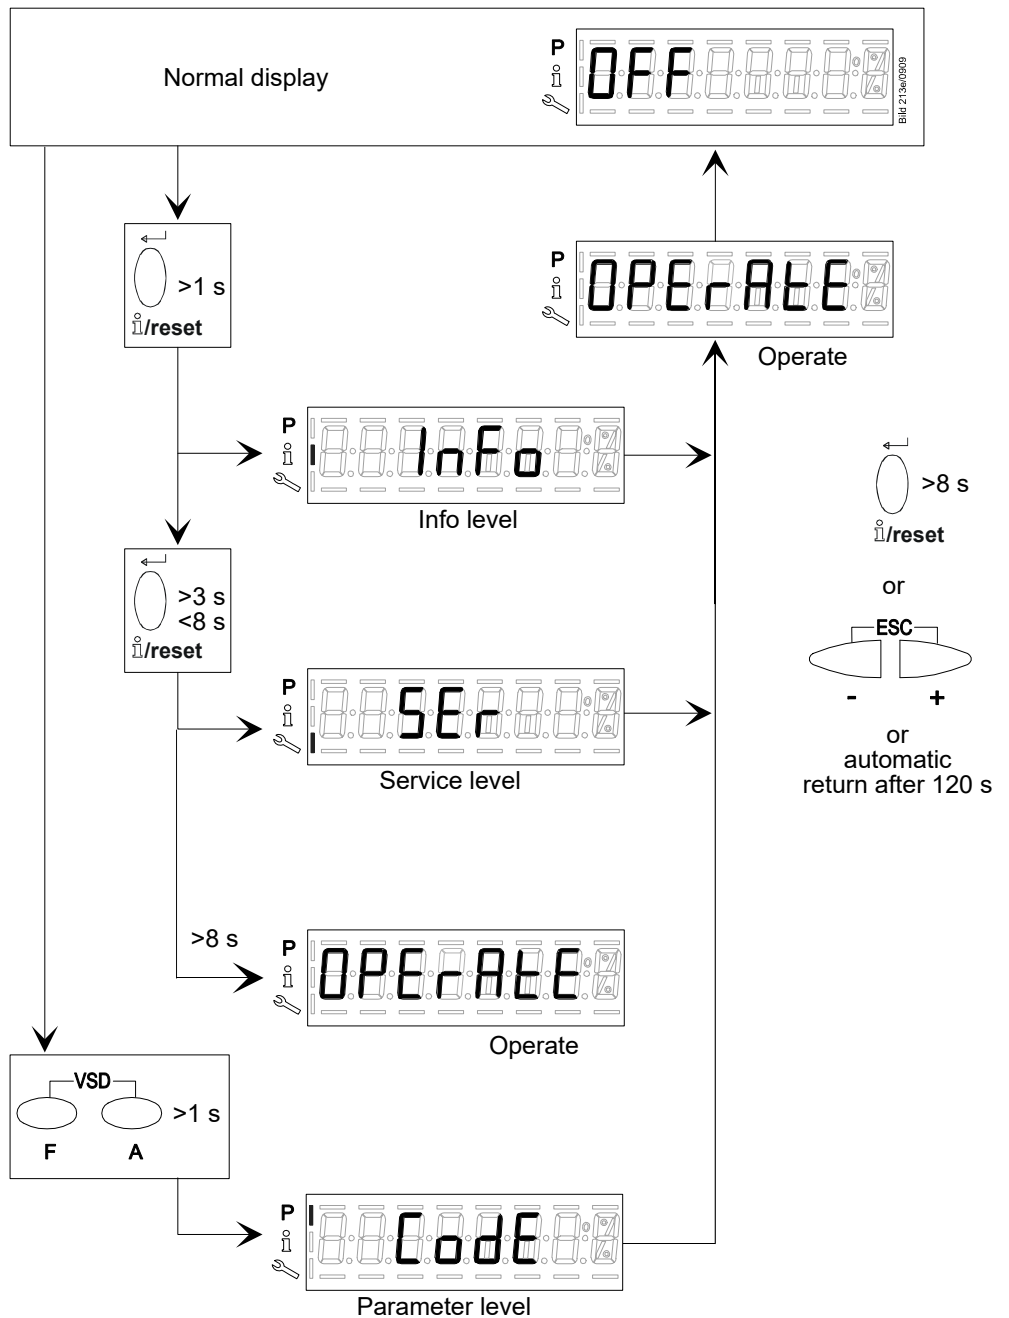 Normal display
P
OFF
i
Bild 213e/0909
>1 s
i/reset
P
OPErAtE
i
Operate
P
InFo
i
Info level
>8 s
i/reset
or
ESC
- +
or
automatic
return after 120 s
>3 s
<8 s
i/reset
P
SEr
i
Service level
>8 s
P
OPErAtE
i
Operate
VSD
>1 s
F A
P
CodE
i
Parameter level